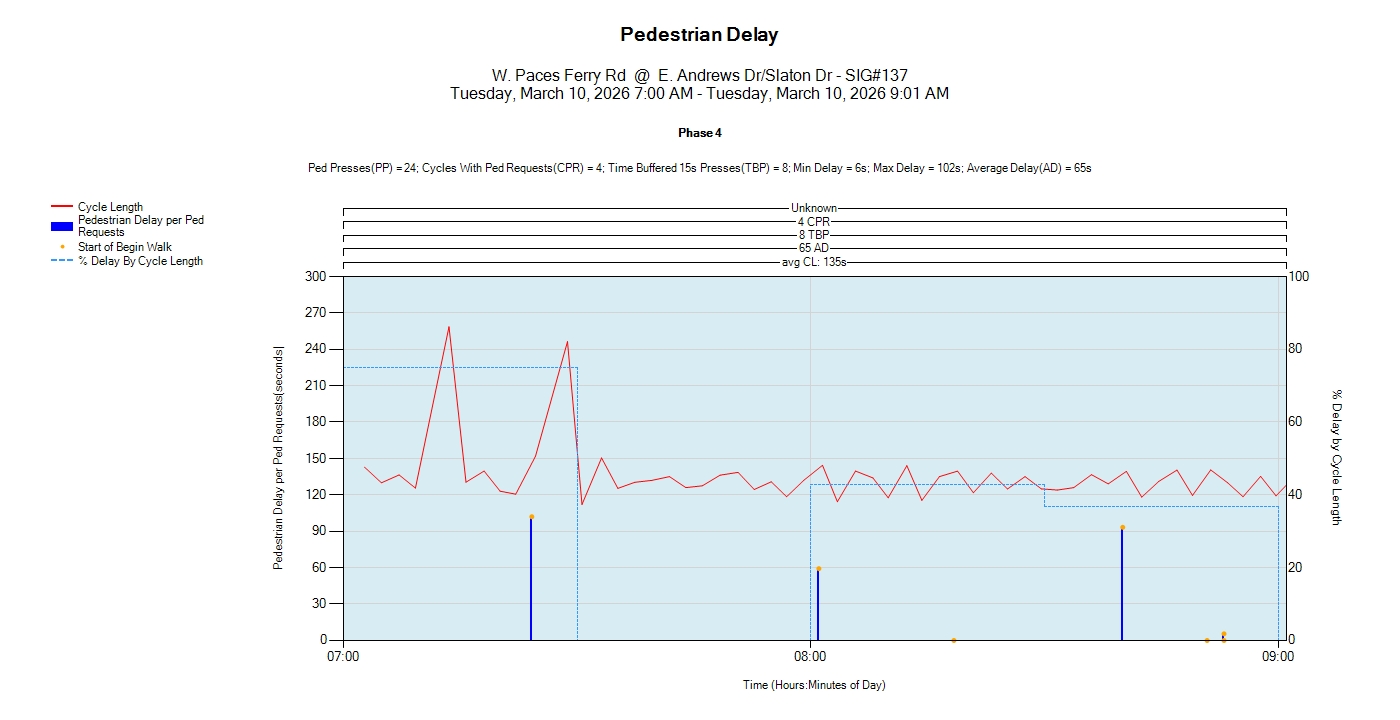 Pedestrian Delay
W. Paces Ferry Rd @ E. Andrews Dr/Slaton Dr - SIG#137
Tuesday, March 10, 2026 7:00 AM - Tuesday, March 10, 2026 9:01 AM
Phase 4
Ped Presses(PP) = 24; Cycles With Ped Requests(CPR) = 4; Time Buffered 15s Presses(TBP) = 8; Min Delay = 6s; Max Delay = 102s; Average Delay(AD) = 65s
Cycle Length
Pedestrian Delay per Ped
Requests
Start of Begin Walk
% Delay By Cycle Length
Unknown
4 CPR
8 TBP
65 AD
avg CL: 135s
300
270
240
210
180
150
120
90
60
30
0
Pedestrian Delay per Ped Requests[seconds]
100
80
60
40
20
0
% Delay by Cycle Length
07:00
08:00
09:00
Time (Hours:Minutes of Day)